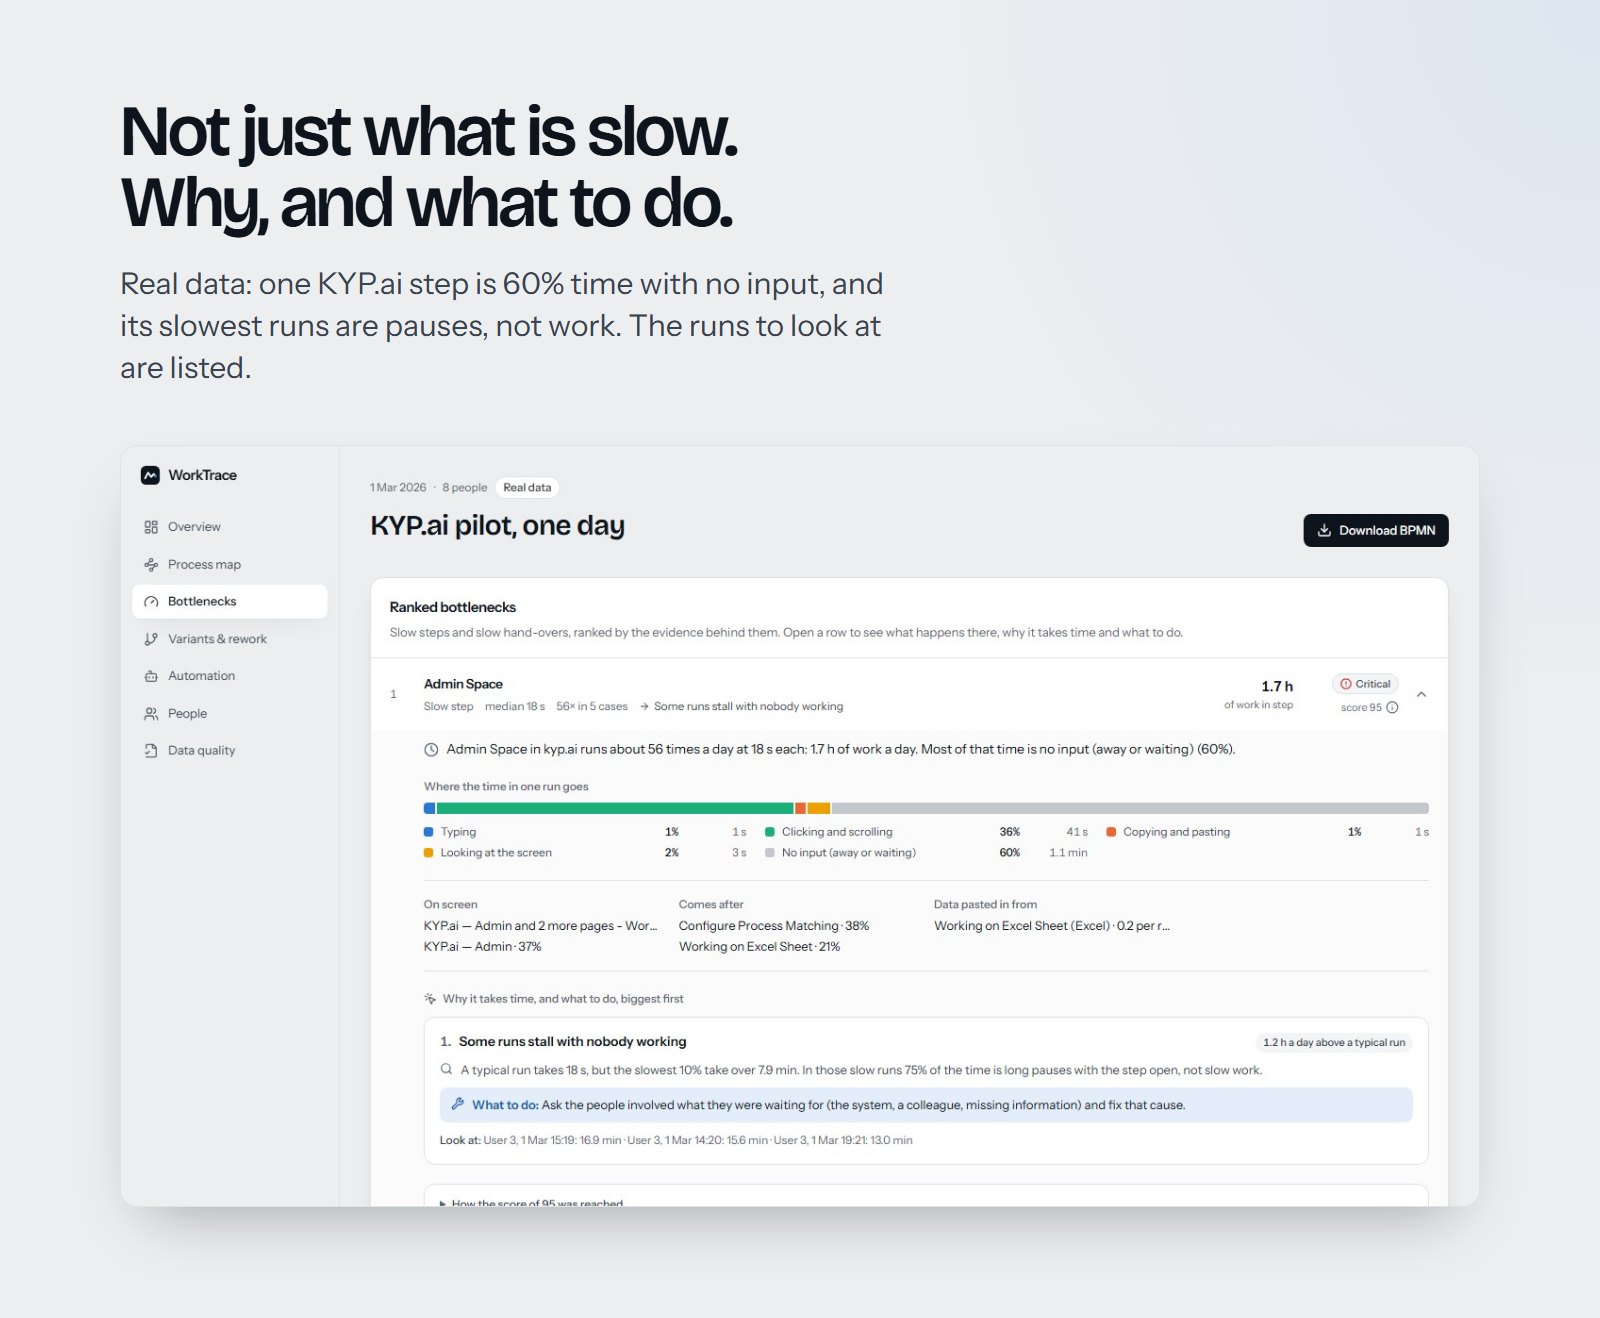 Not just what is slow.
Why, and what to do.
Real data: one KYP.ai step is 60% time with no input, and
its slowest runs are pauses, not work. The runs to look at
are listed.
WorkTrace
Overview
Process map
Bottlenecks
Variants & rework
Automation
People
Data quality
1 Mar 2026 · 8 people Real data
KYP.ai pilot, one day
Download BPMN
Ranked bottlenecks
Slow steps and slow hand-overs, ranked by the evidence behind them. Open a row to see what happens there, why it takes time and what to do.
1
Admin Space
Slow step median 18 s 56× in 5 cases → Some runs stall with nobody working
1.7 h
of work in step
Critical
score 95
Admin Space in kyp.ai runs about 56 times a day at 18 s each: 1.7 h of work a day. Most of that time is no input (away or waiting) (60%).
Where the time in one run goes
Typing 1% 1 s Clicking and scrolling 36% 41 s Copying and pasting 1% 1 s
Looking at the screen 2% 3 s No input (away or waiting) 60% 1.1 min
On screen
KYP.ai — Admin and 2 more pages - Wor...
KYP.ai — Admin · 37%
Comes after
Configure Process Matching · 38%
Working on Excel Sheet · 21%
Data pasted in from
Working on Excel Sheet (Excel) · 0.2 per r...
Why it takes time, and what to do, biggest first
1. Some runs stall with nobody working
1.2 h a day above a typical run
A typical run takes 18 s, but the slowest 10% take over 7.9 min. In those slow runs 75% of the time is long pauses with the step open, not slow work.
What to do: Ask the people involved what they were waiting for (the system, a colleague, missing information) and fix that cause.
Look at: User 3, 1 Mar 15:19: 16.9 min · User 3, 1 Mar 14:20: 15.6 min · User 3, 1 Mar 19:21: 13.0 min
How the score of 95 was reached